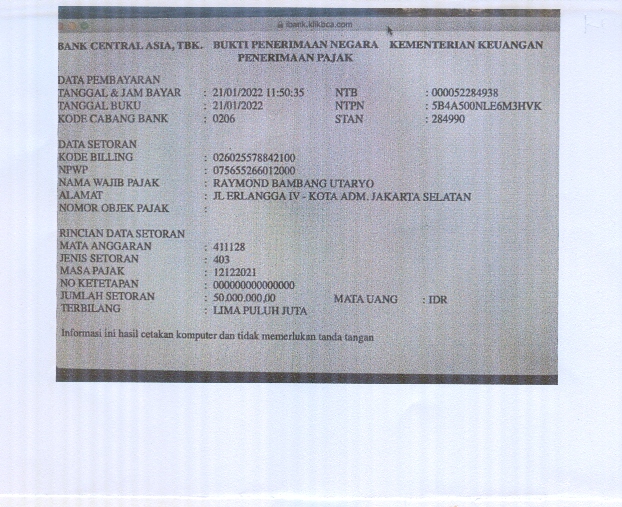 ibank.klikbca.com
BANK CENTRAL ASIA, TBK. BUKTI PENERIMAAN NEGARA KEMENTERIAN KEUANGAN
PENERIMAAN PAJAK
DATA PEMBAYARAN
TANGGAL & JAM BAYAR : 21/01/2022 11:50:35 NTB : 000052284938
TANGGAL BUKU : 21/01/2022 NTPN : 5B4A500NLE6M3HVK
KODE CABANG BANK : 0206 STAN : 284990
DATA SETORAN
KODE BILLING : 026025578842100
NPWP : 075655266012000
NAMA WAJIB PAJAK : RAYMOND BAMBANG UTARYO
ALAMAT : JL ERLANGGA IV - KOTA ADM. JAKARTA SELATAN
NOMOR OBJEK PAJAK :
RINCIAN DATA SETORAN
MATA ANGGARAN : 411128
JENIS SETORAN : 403
MASA PAJAK : 12122021
NO KETETAPAN : 000000000000000
JUMLAH SETORAN : 50.000.000,00 MATA UANG : IDR
TERBILANG : LIMA PULUH JUTA
Informasi ini hasil cetakan komputer dan tidak memerlukan tanda tangan